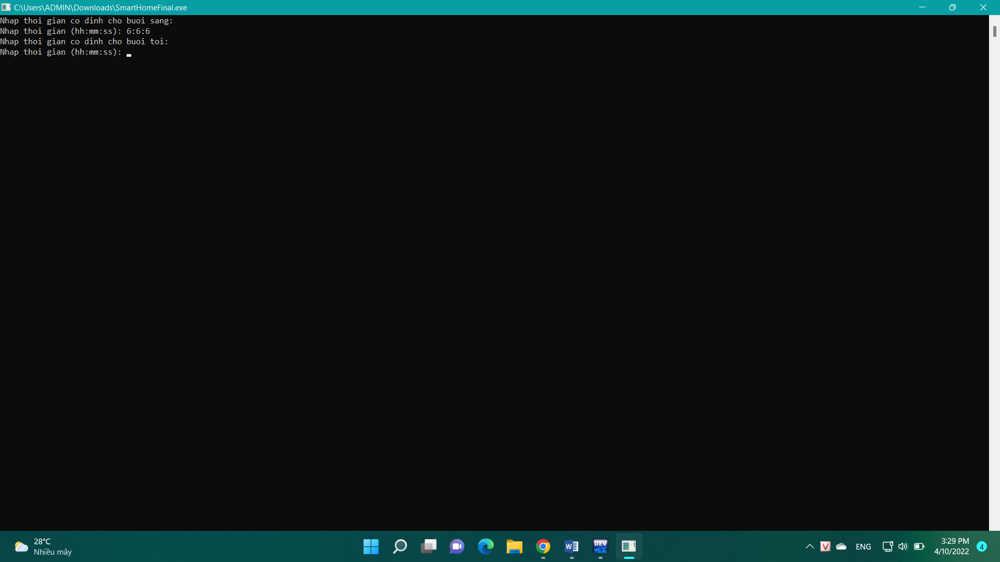 C:\Users\ADMIN\Downloads\SmartHomeFinal.exe
Nhap thoi gian co dinh cho buoi sang:
Nhap thoi gian (hh:mm:ss): 6:6:6
Nhap thoi gian co dinh cho buoi toi:
Nhap thoi gian (hh:mm:ss):
28°C
Nhiều mây
W
DEV
C++
V
ENG
3:29 PM
4/10/2022
4